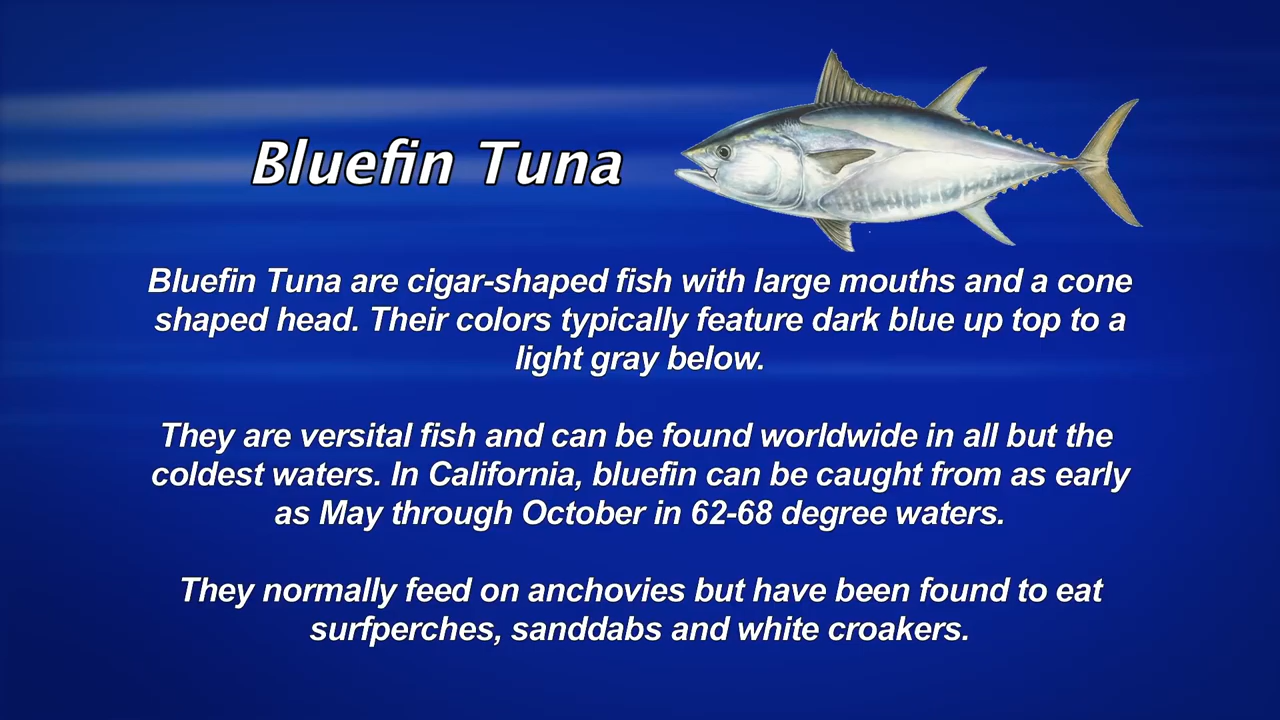 Bluefin Tuna
Bluefin Tuna are cigar-shaped fish with large mouths and a cone
shaped head. Their colors typically feature dark blue up top to a
light gray below.
They are versital fish and can be found worldwide in all but the
coldest waters. In California, bluefin can be caught from as early
as May through October in 62-68 degree waters.
They normally feed on anchovies but have been found to eat
surfperches, sanddabs and white croakers.